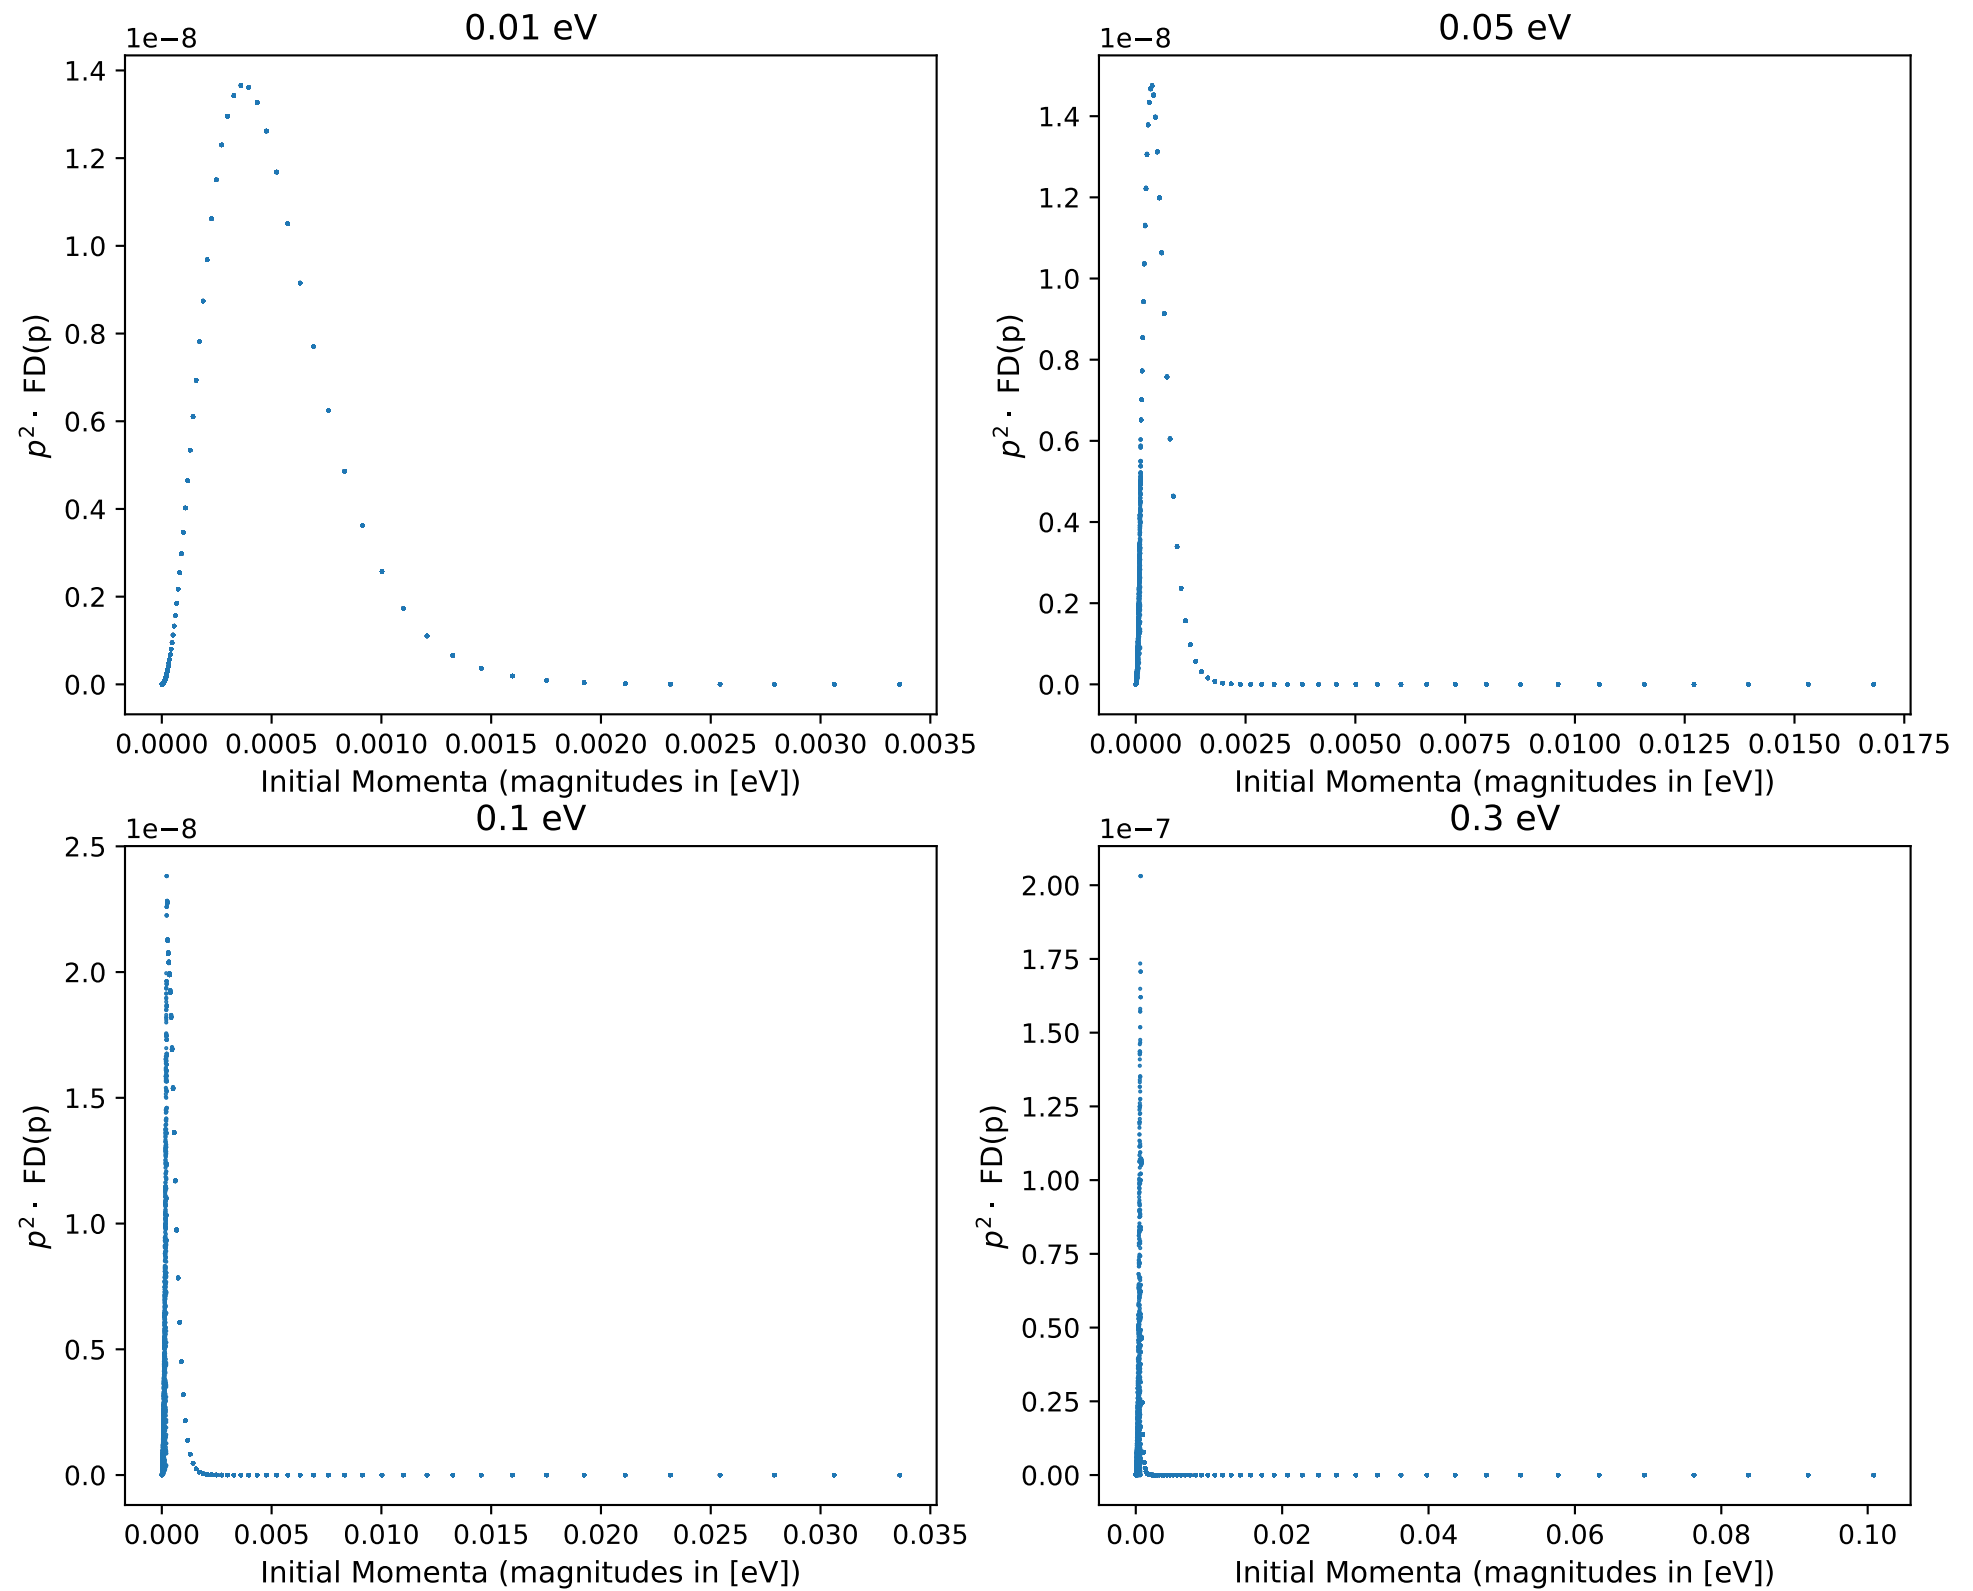 0.01 eV
1e−8
1.4
1.2
1.0
0.8
0.6
0.4
0.2
0.0
p² · FD(p)
0.0000 0.0005 0.0010 0.0015 0.0020 0.0025 0.0030 0.0035
Initial Momenta (magnitudes in [eV])
0.05 eV
1e−8
1.4
1.2
1.0
0.8
0.6
0.4
0.2
0.0
p² · FD(p)
0.0000 0.0025 0.0050 0.0075 0.0100 0.0125 0.0150 0.0175
Initial Momenta (magnitudes in [eV])
0.1 eV
1e−8
2.5
2.0
1.5
1.0
0.5
0.0
p² · FD(p)
0.000 0.005 0.010 0.015 0.020 0.025 0.030 0.035
Initial Momenta (magnitudes in [eV])
0.3 eV
1e−7
2.00
1.75
1.50
1.25
1.00
0.75
0.50
0.25
0.00
p² · FD(p)
0.00 0.02 0.04 0.06 0.08 0.10
Initial Momenta (magnitudes in [eV])